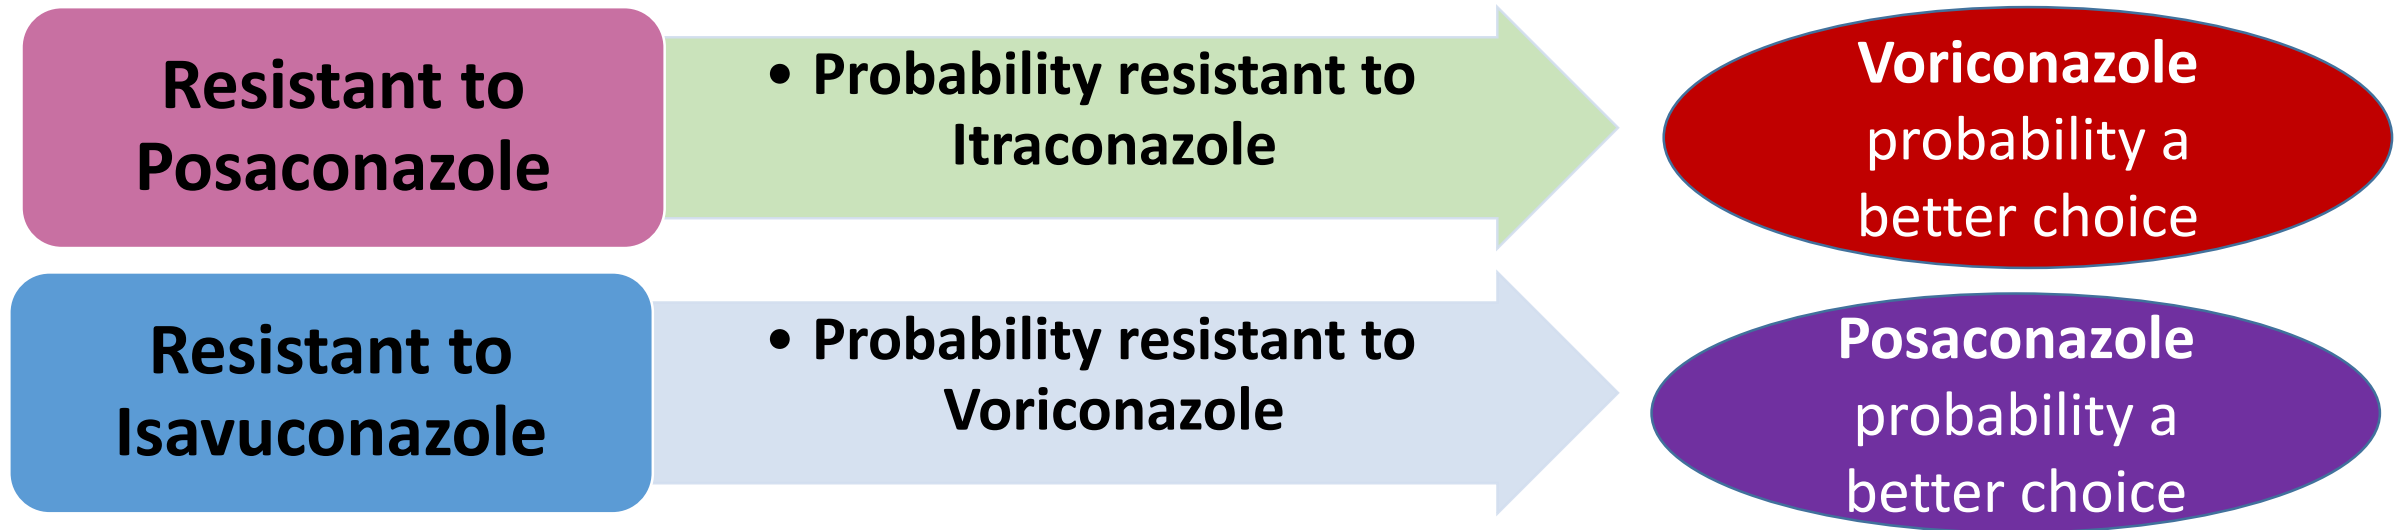 Resistant to
Posaconazole
• Probability resistant to
Itraconazole
Voriconazole
probability a
better choice
Resistant to
Isavuconazole
• Probability resistant to
Voriconazole
Posaconazole
probability a
better choice